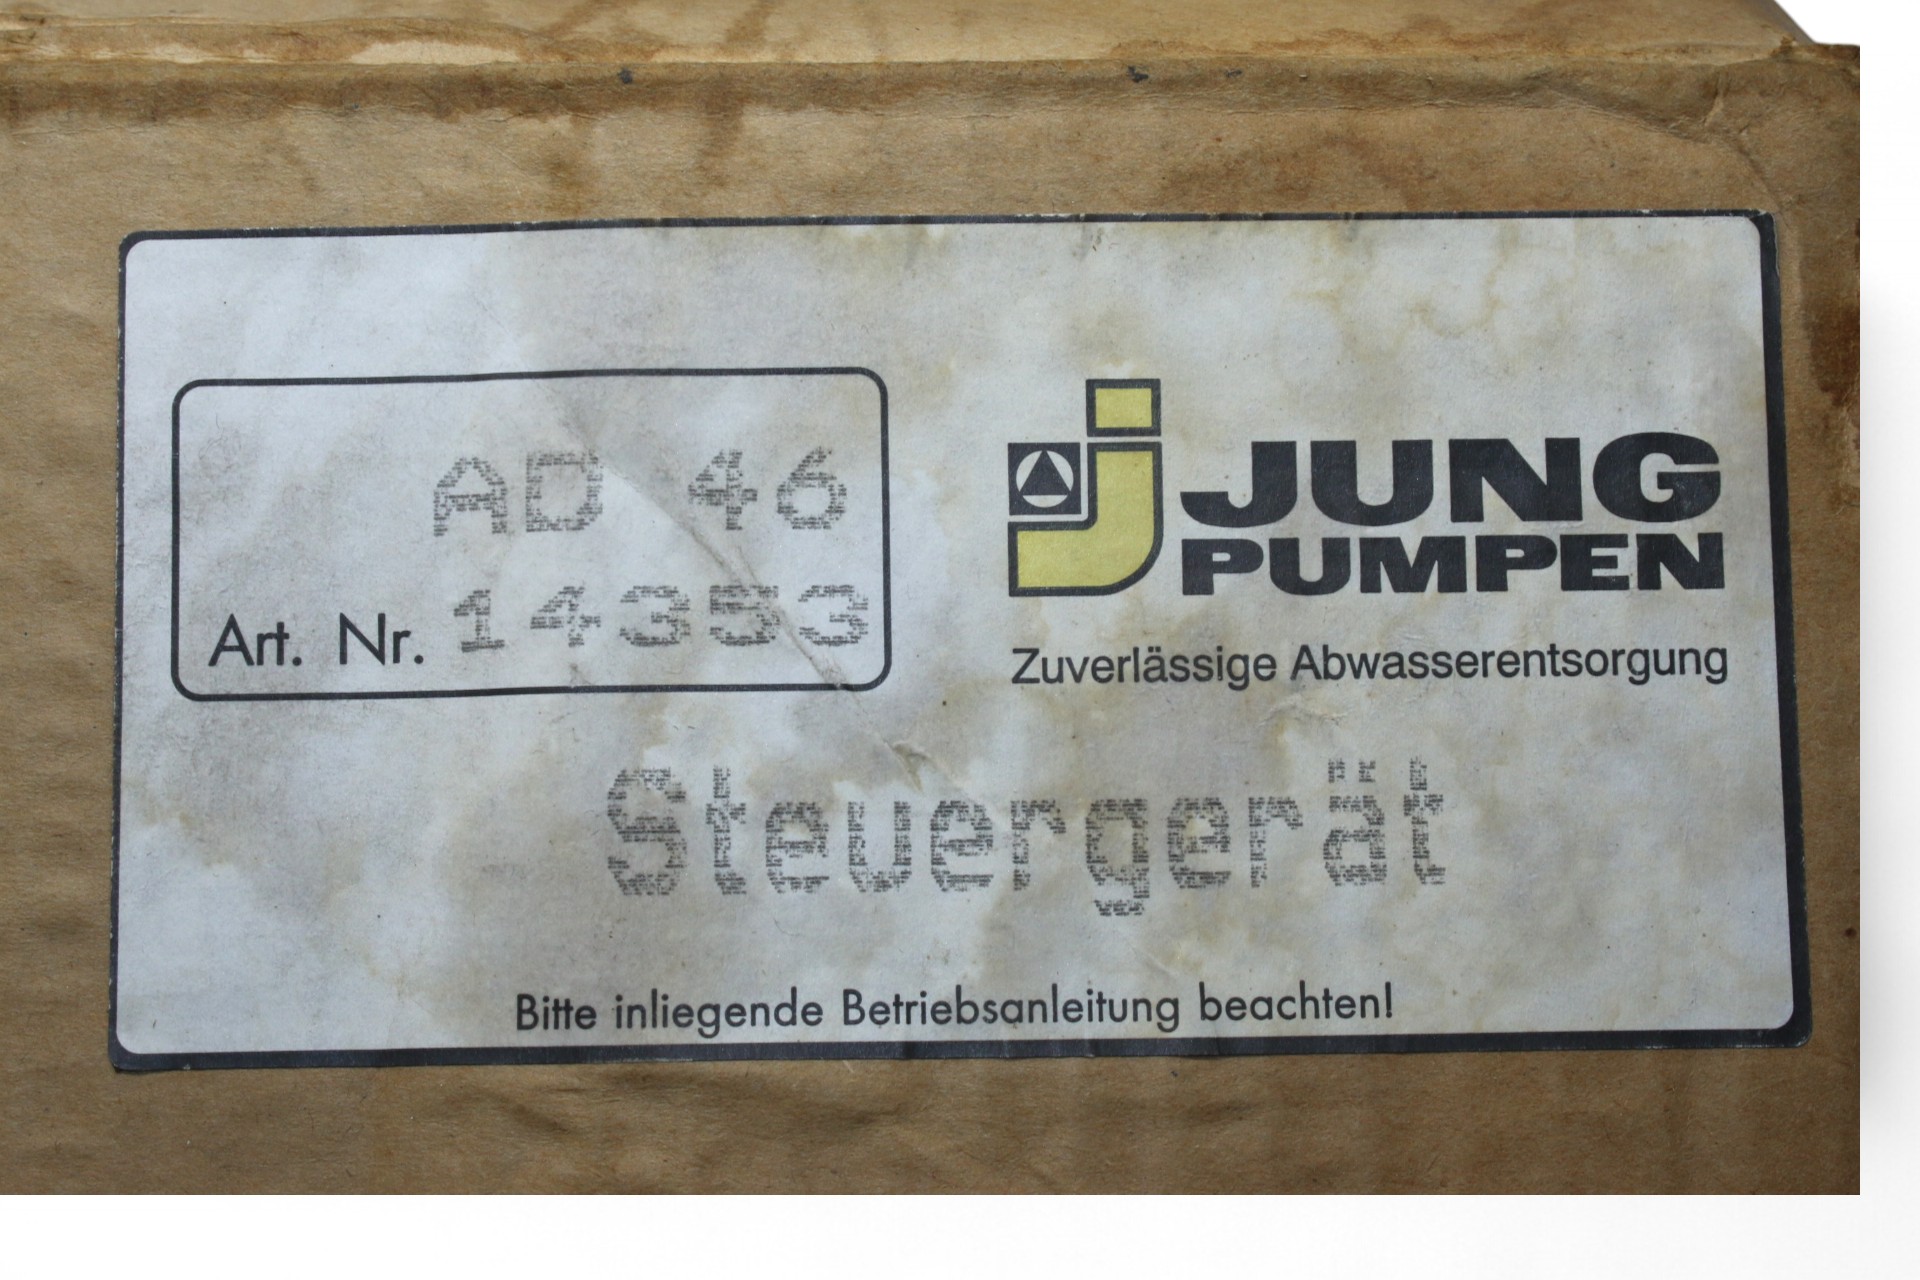 AD 46
Art. Nr. 14353
JUNG
PUMPEN
Zuverlässige Abwasserentsorgung
Steuergerät
Bitte inliegende Betriebsanleitung beachten!